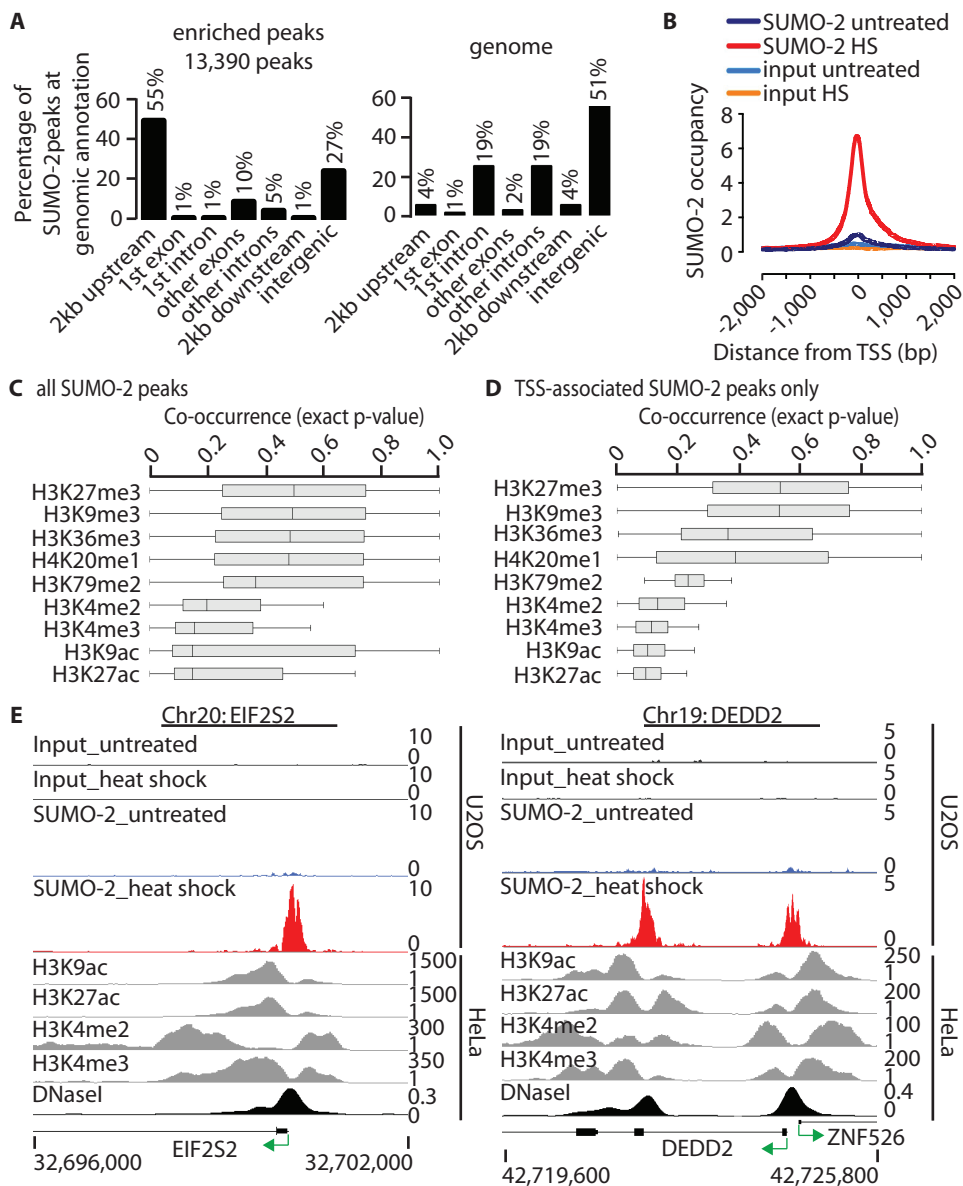 A
enriched peaks
13,390 peaks
genome
Percentage of
SUMO-2peaks at
genomic annotation
60
40
20
0
55%
1%
1%
10%
5%
1%
27%
2kb upstream
1st exon
1st intron
other exons
other introns
2kb downstream
intergenic
60
40
20
0
4%
1%
19%
2%
19%
4%
51%
2kb upstream
1st exon
1st intron
other exons
other introns
2kb downstream
intergenic
B
SUMO-2 untreated
SUMO-2 HS
input untreated
input HS
SUMO-2 occupancy
8
6
4
2
0
-2,000
-1,000
0
1,000
2,000
Distance from TSS (bp)
C all SUMO-2 peaks
Co-occurrence (exact p-value)
0 0.2 0.4 0.6 0.8 1.0
H3K27me3
H3K9me3
H3K36me3
H4K20me1
H3K79me2
H3K4me2
H3K4me3
H3K9ac
H3K27ac
D TSS-associated SUMO-2 peaks only
Co-occurrence (exact p-value)
0 0.2 0.4 0.6 0.8 1.0
H3K27me3
H3K9me3
H3K36me3
H4K20me1
H3K79me2
H3K4me2
H3K4me3
H3K9ac
H3K27ac
E
Chr20: EIF2S2
Input_untreated 10
0
Input_heat shock 10
0
SUMO-2_untreated 10
0
SUMO-2_heat shock 10
0
H3K9ac 1500
1
H3K27ac 1500
1
H3K4me2 300
1
H3K4me3 350
1
DNaseI 0.3
0
U2OS
HeLa
EIF2S2
32,696,000 32,702,000
Chr19: DEDD2
Input_untreated 5
0
Input_heat shock 5
0
SUMO-2_untreated 5
0
SUMO-2_heat shock 5
0
H3K9ac 250
1
H3K27ac 200
1
H3K4me2 100
1
H3K4me3 200
1
DNaseI 0.4
0
U2OS
HeLa
DEDD2 ZNF526
42,719,600 42,725,800